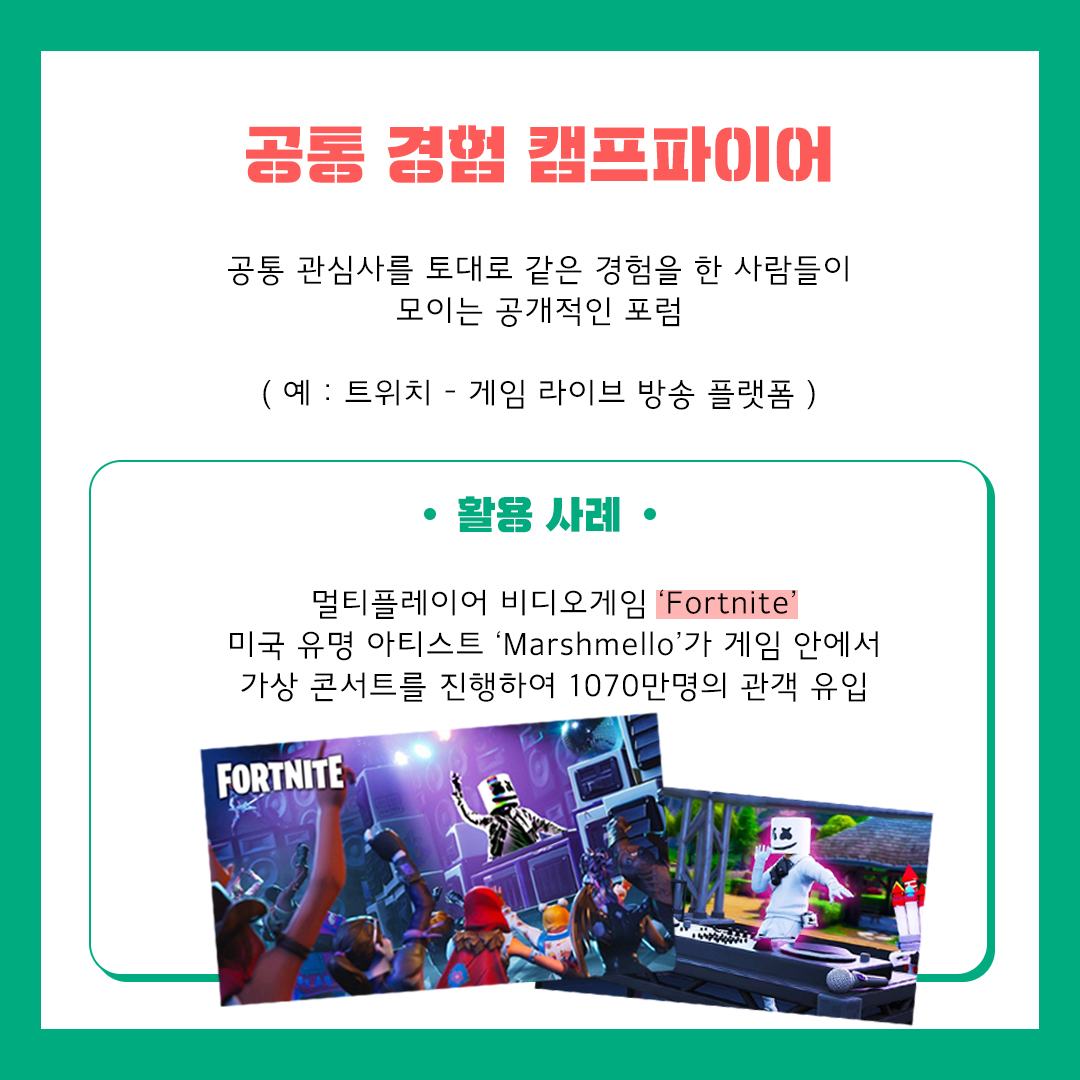 공통 경험 캠프파이어
공통 관심사를 토대로 같은 경험을 한 사람들이
모이는 공개적인 포럼
( 예 : 트위치 - 게임 라이브 방송 플랫폼 )
• 활용 사례 •
멀티플레이어 비디오게임 ‘Fortnite’
미국 유명 아티스트 ‘Marshmello’가 게임 안에서
가상 콘서트를 진행하여 1070만명의 관객 유입
FORTNITE